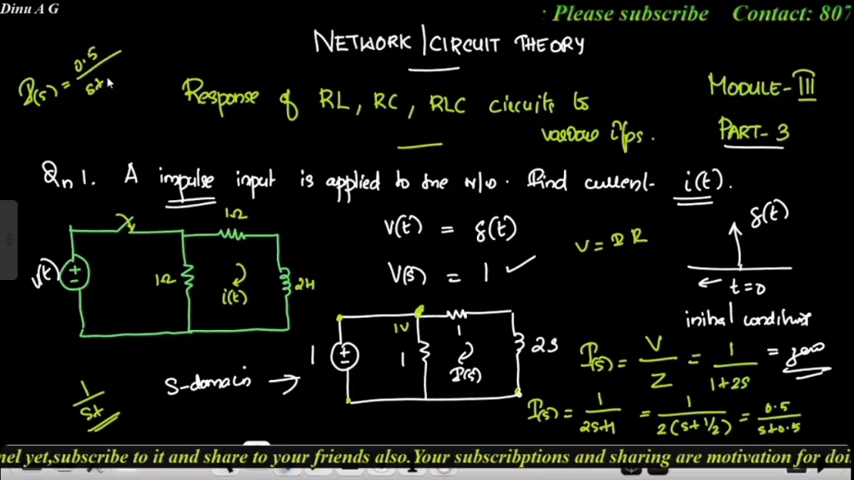 Dinu A G
Please subscribe Contact: 807
NETWORK/CIRCUIT THEORY
I(s) = 0.5 / s+
Response of RL, RC, RLC circuits to
various i/ps.
MODULE-III
PART-3
Qn 1. A impulse input is applied to the N/W. Find current i(t).
v(t) = δ(t)
V = I R
δ(t)
V(s) = 1 ✓
t=0
initial conditions
= zero
v(t)
1Ω
1Ω
i(t)
2H
1
1V
1
1
I(s)
2S
I(s) = V / Z = 1 / 1+2s
1 / s+
S-domain →
I(s) = 1 / 2s+1 = 1 / 2(s+1/2) = 0.5 / s+0.5
nel yet,subscribe to it and share to your friends also.Your subscribptions and sharing are motivation for doi